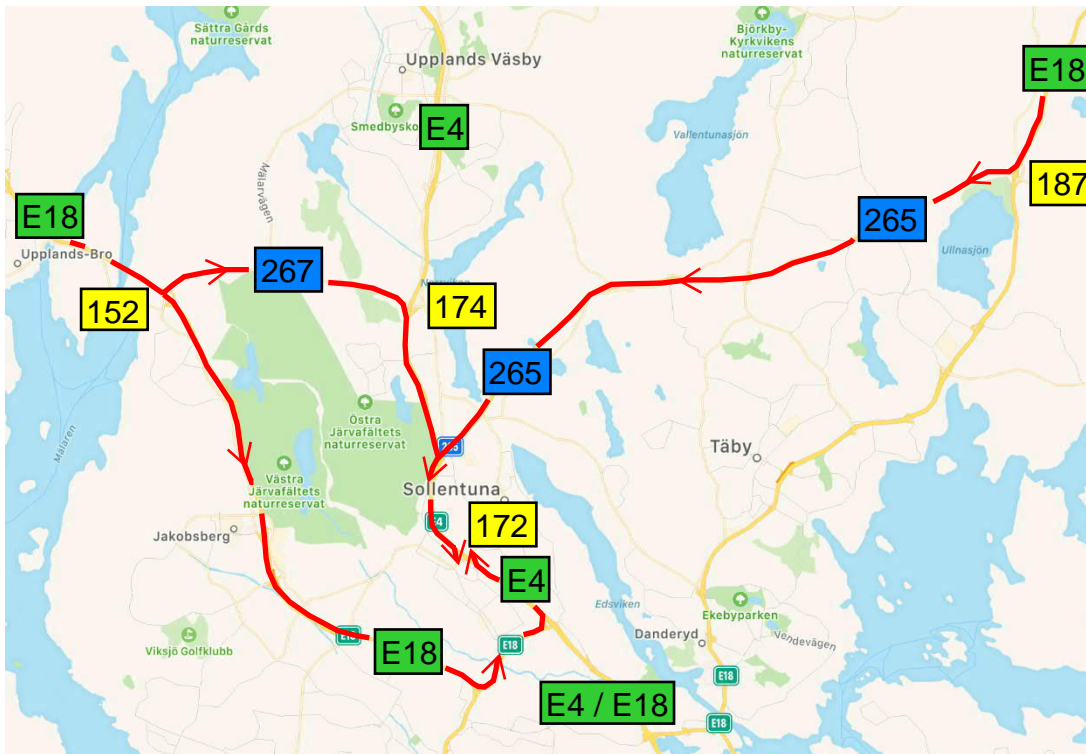 Sättra Gårds
naturreservat
Upplands Väsby
Björkby-
Kyrkvikens
naturreservat
E18
Smedbysko
E4
Vallentunasjön
Mälarvägen
187
E18
265
Ullnasjön
Upplands-Bro
267
152
174
265
Mälaren
Östra
Järvafältets
naturreservat
265
Täby
Västra
Järvafältets
naturreservat
Sollentuna
E4
172
Jakobsberg
E4
Edsviken
Ekebyparken
Danderyd
Vendevägen
Viksjö Golfklubb
E18
E18
E18
E18
E4 / E18
E18